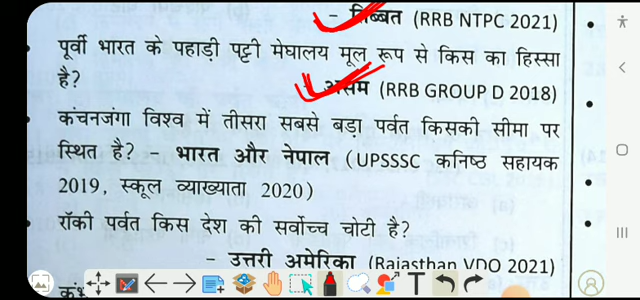 – तिब्बत (RRB NTPC 2021)
पूर्वी भारत के पहाड़ी पट्टी मेघालय मूल रूप से किस का हिस्सा
है?
– असम (RRB GROUP D 2018)
कंचनजंगा विश्व में तीसरा सबसे बड़ा पर्वत किसकी सीमा पर
स्थित है? – भारत और नेपाल (UPSSSC कनिष्ठ सहायक
2019, स्कूल व्याख्याता 2020)
रॉकी पर्वत किस देश की सर्वोच्च चोटी है?
– उत्तरी अमेरिका (Rajasthan VDO 2021)